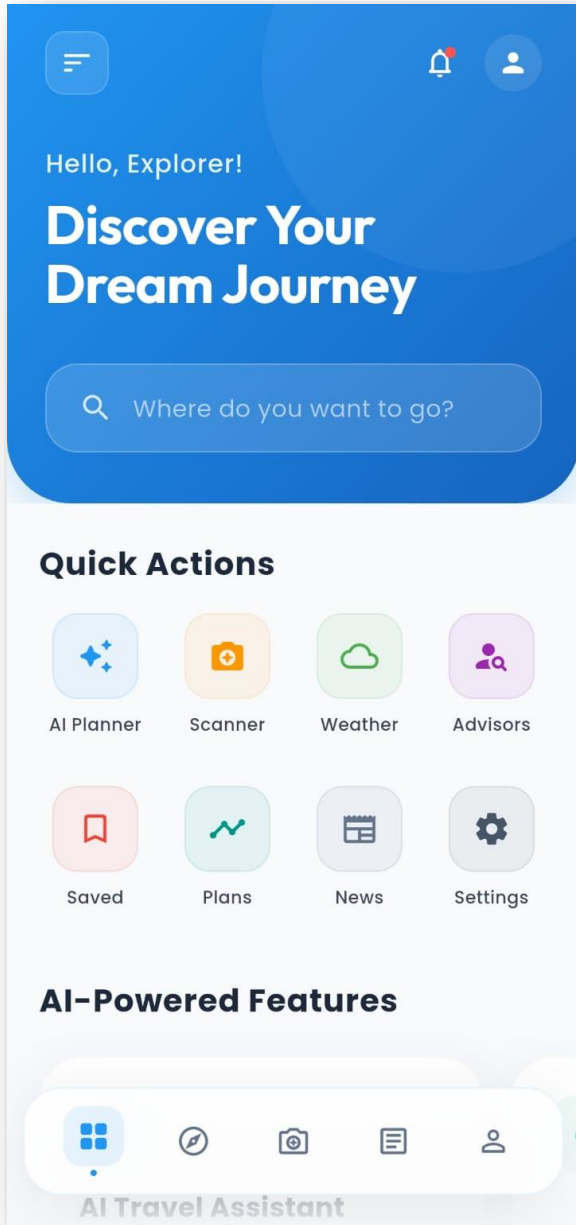 Hello, Explorer!
Discover Your
Dream Journey
Where do you want to go?
Quick Actions
AI Planner
Scanner
Weather
Advisors
Saved
Plans
News
Settings
AI-Powered Features
AI Travel Assistant